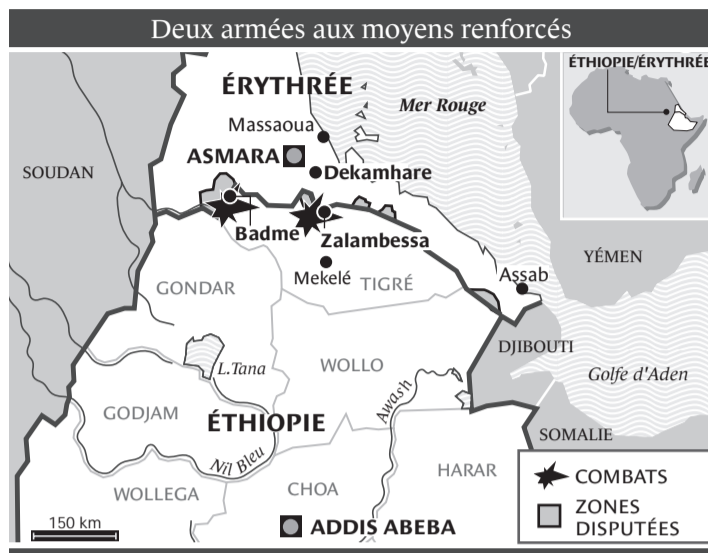 Deux armées aux moyens renforcés
ÉTHIOPIE/ÉRYTHRÉE
ÉRYTHRÉE
Mer Rouge
Massaoua
ASMARA
SOUDAN
Dekamhare
Badme
Zalambessa
YÉMEN
Mekelé
Assab
GONDAR
TIGRÉ
DJIBOUTI
L.Tana
WOLLO
Golfe d'Aden
Awash
GODJAM
ÉTHIOPIE
SOMALIE
Nil Bleu
HARAR
COMBATS
WOLLEGA
CHOA
ZONES
DISPUTÉES
150 km
ADDIS ABEBA